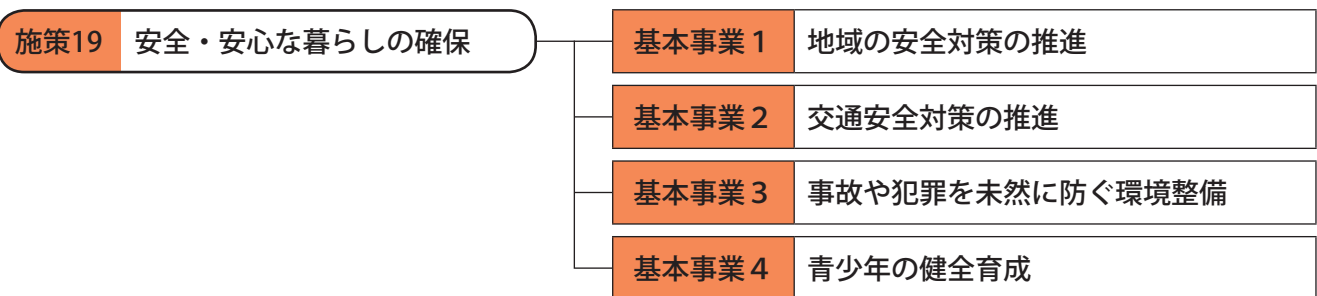 施策19 安全・安心な暮らしの確保
基本事業1 地域の安全対策の推進
基本事業2 交通安全対策の推進
基本事業3 事故や犯罪を未然に防ぐ環境整備
基本事業4 青少年の健全育成